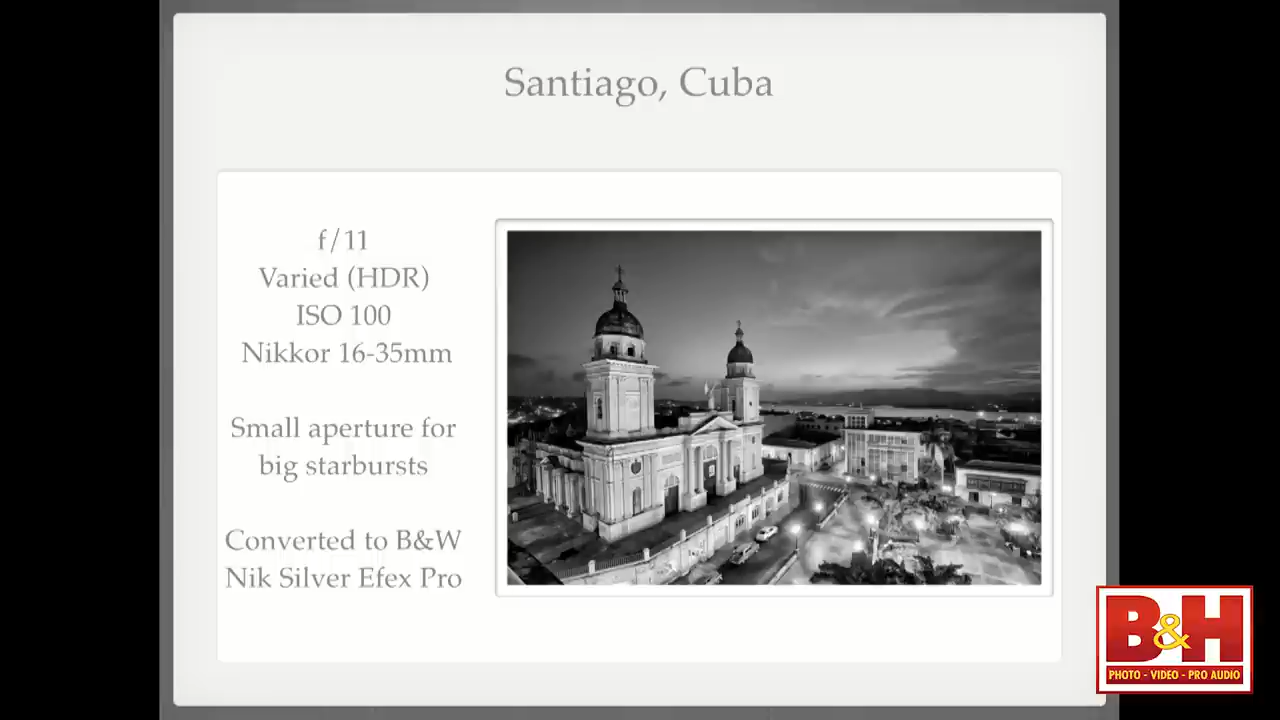 Santiago, Cuba
f/11
Varied (HDR)
ISO 100
Nikkor 16-35mm
Small aperture for
big starbursts
Converted to B&W
Nik Silver Efex Pro
B&H
PHOTO - VIDEO - PRO AUDIO